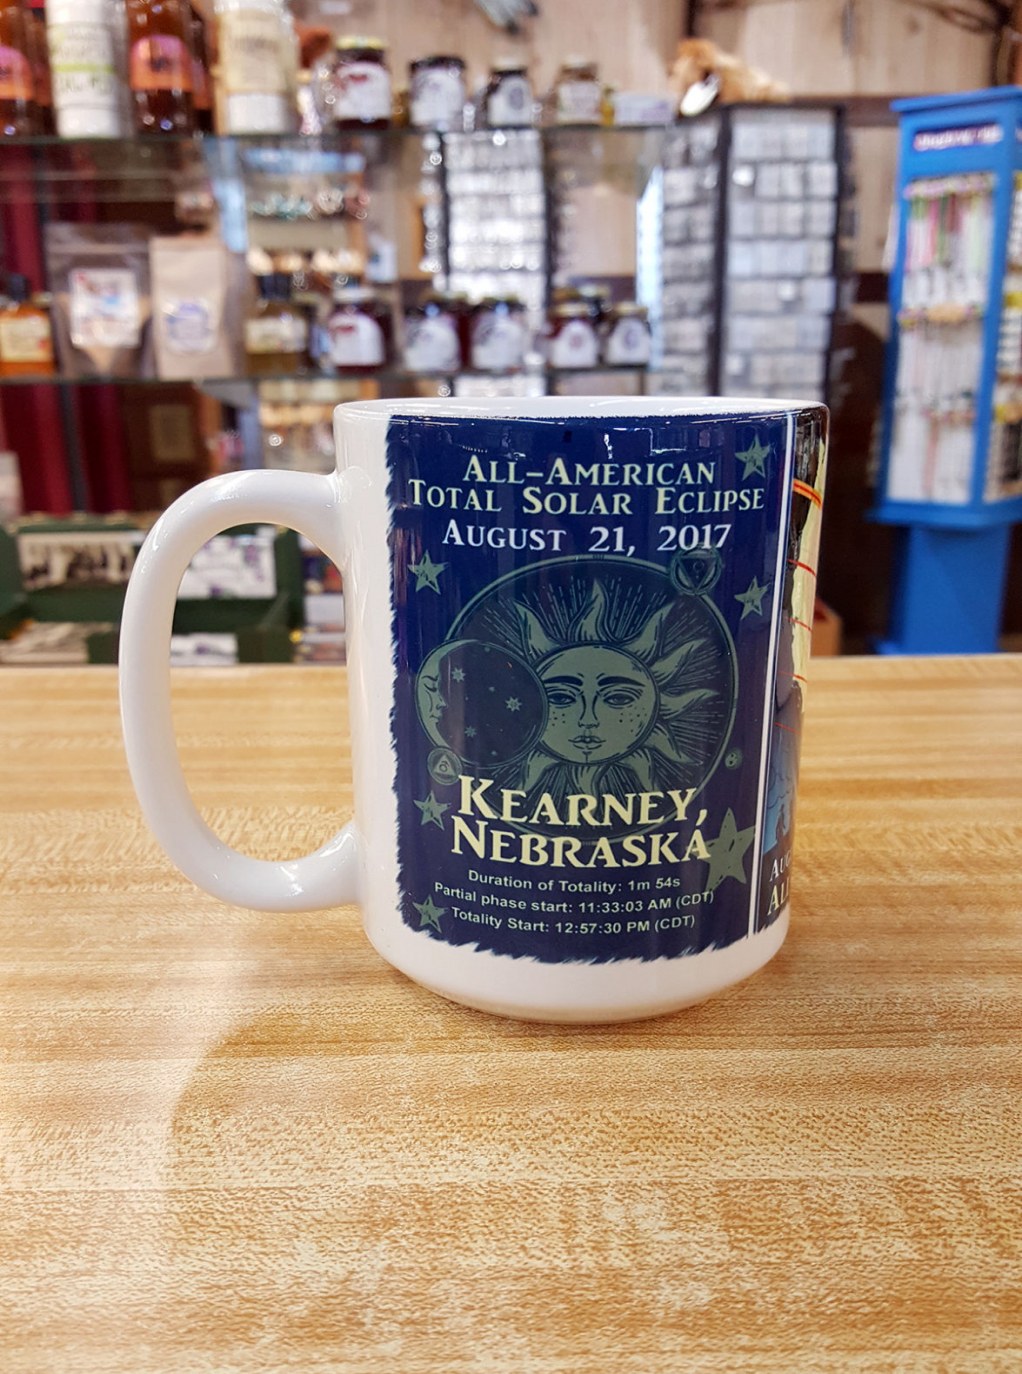 All-American
Total Solar Eclipse
August 21, 2017
Kearney,
Nebraska
Duration of Totality: 1m 54s
Partial phase start: 11:33:03 AM (CDT)
Totality Start: 12:57:30 PM (CDT)